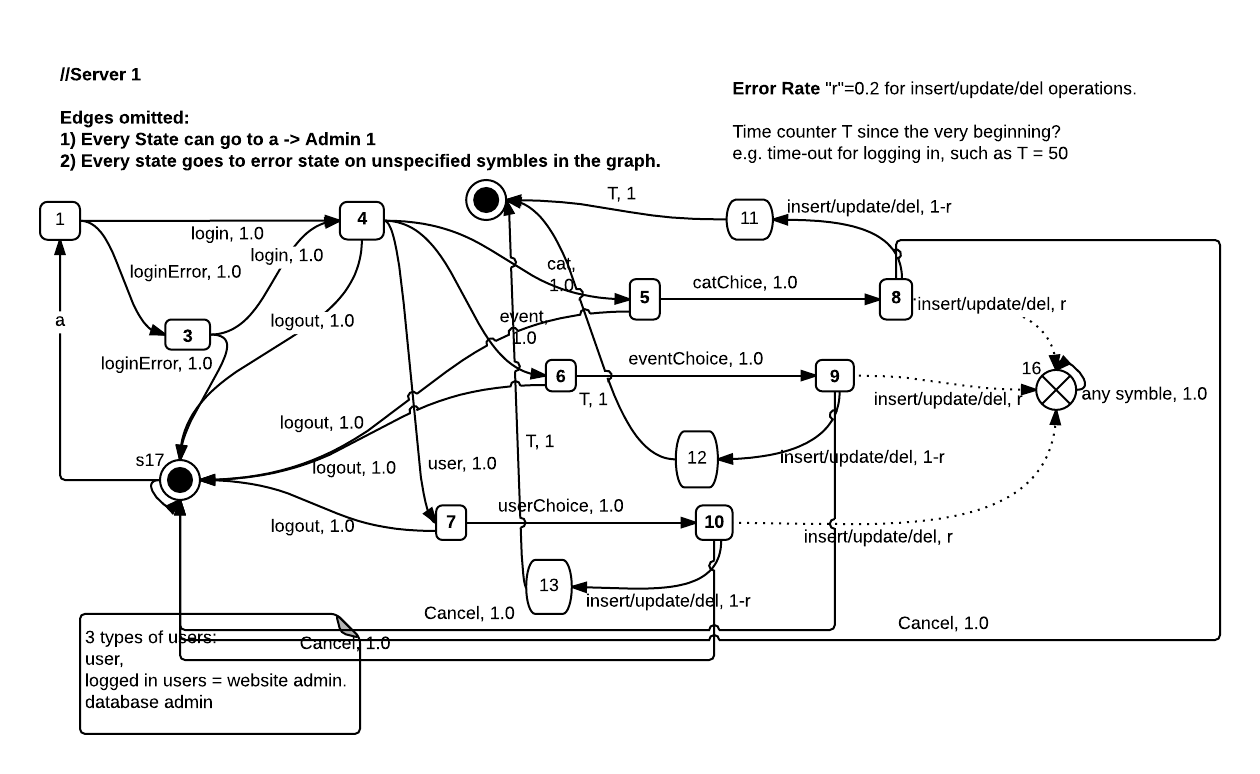 //Server 1
Edges omitted:
1) Every State can go to a -> Admin 1
2) Every state goes to error state on unspecified symbles in the graph.
Error Rate "r"=0.2 for insert/update/del operations.
Time counter T since the very beginning?
e.g. time-out for logging in, such as T = 50
1
4
T, 1
11
insert/update/del, 1-r
login, 1.0
login, 1.0
loginError, 1.0
cat,
1.0
catChice, 1.0
5
8
insert/update/del, r
a
logout, 1.0
event,
1.0
3
loginError, 1.0
eventChoice, 1.0
6
9
16
T, 1
insert/update/del, r
any symble, 1.0
logout, 1.0
T, 1
12
insert/update/del, 1-r
s17
logout, 1.0
user, 1.0
userChoice, 1.0
logout, 1.0
7
10
insert/update/del, r
13
insert/update/del, 1-r
Cancel, 1.0
Cancel, 1.0
Cancel, 1.0
3 types of users:
user,
logged in users = website admin.
database admin